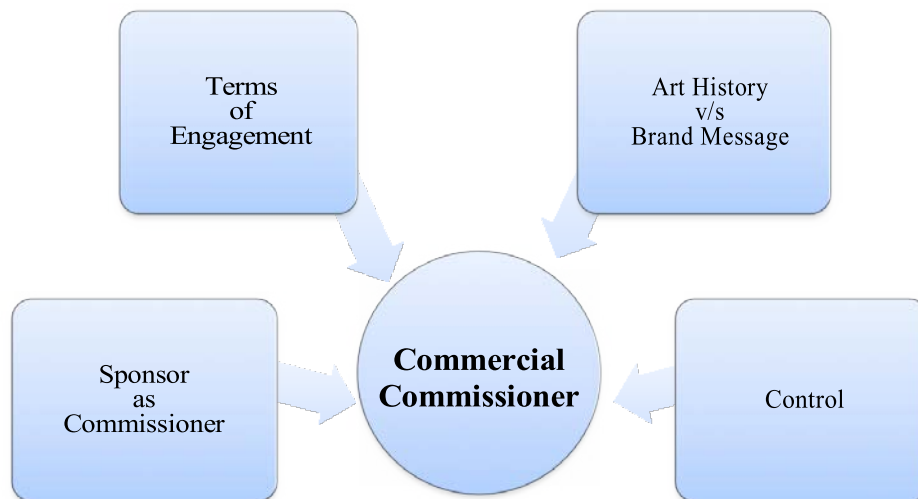 Terms
of
Engagement
Art History
v/s
Brand Message
Sponsor
as
Commissioner
Commercial
Commissioner
Control